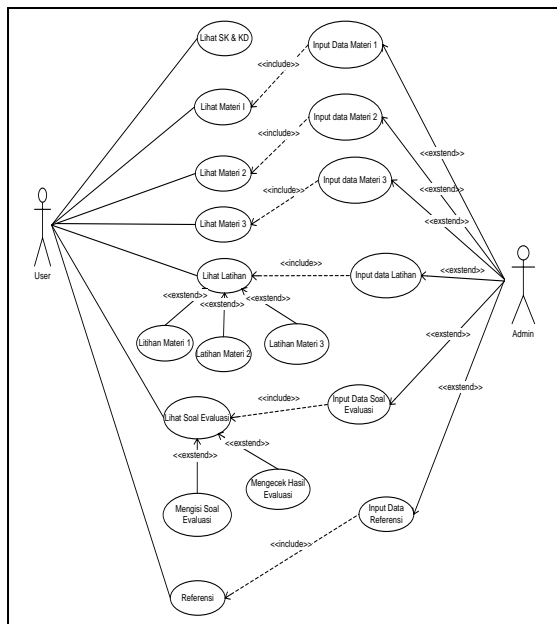 Lihat SK & KD
Input Data Materi 1
<<include>>
Lihat Materi I
Input data Materi 2
<<include>>
<<exstend>>
Lihat Materi 2
Input data Materi 3
<<include>>
<<exstend>>
<<exstend>>
Lihat Materi 3
User
Lihat Latihan
<<include>>
Input data Latihan
<<exstend>>
Admin
<<exstend>>
<<exstend>>
<<exstend>>
Litihan Materi 1
Latihan Materi 2
Latihan Materi 3
<<exstend>>
<<exstend>>
Input Data Soal
Evaluasi
<<include>>
Lihat Soal Evaluasi
<<exstend>>
<<exstend>>
Mengisi Soal
Evaluasi
Mengecek Hasil
Evaluasi
Input Data
Referensi
<<include>>
Referensi